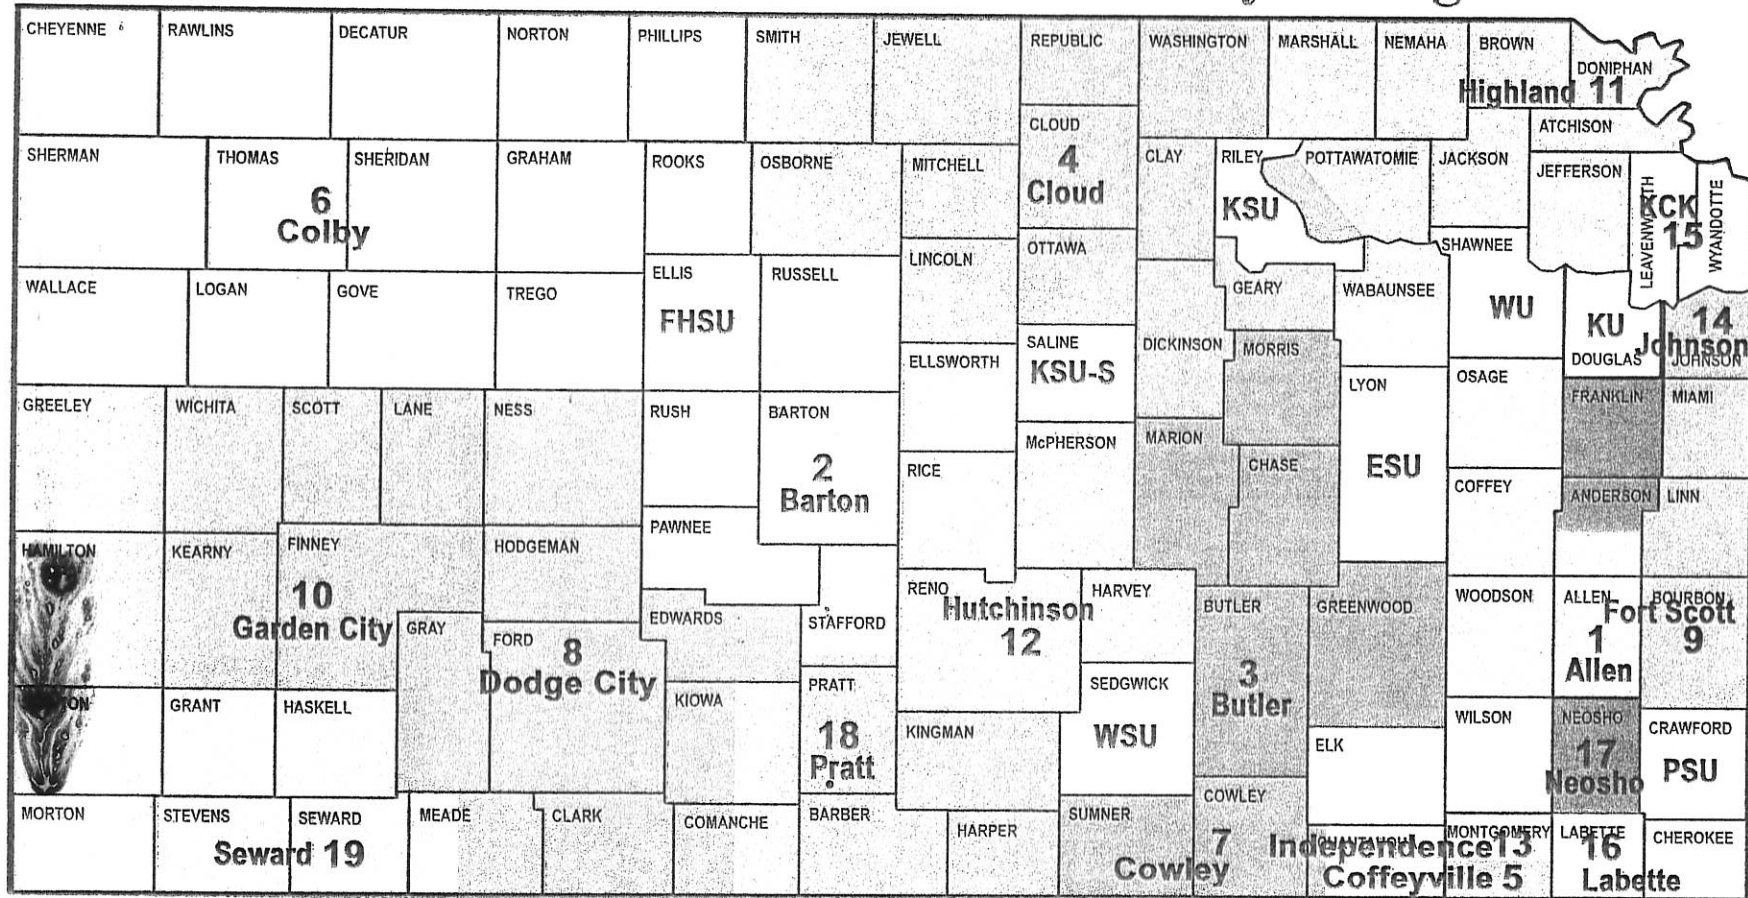 CHEYENNE 6
RAWLINS
DECATUR
NORTON
PHILLIPS
SMITH
JEWELL
REPUBLIC
WASHINGTON
MARSHALL
NEMAHA
BROWN
DONIPHAN
Highland 11
CLOUD
4
Cloud
ATCHISON
SHERMAN
THOMAS
SHERIDAN
6
Colby
GRAHAM
ROOKS
OSBORNE
MITCHELL
CLAY
RILEY
KSU
POTTAWATOMIE
JACKSON
JEFFERSON
LEAVENWORTH
KCK
15
WYANDOTTE
WALLACE
LOGAN
GOVE
TREGO
ELLIS
FHSU
RUSSELL
LINCOLN
OTTAWA
GEARY
WABAUNSEE
SHAWNEE
WU
KU
DOUGLAS
14
Johnson
JOHNSON
ELLSWORTH
SALINE
KSU-S
DICKINSON
MORRIS
LYON
ESU
OSAGE
FRANKLIN
MIAMI
GREELEY
WICHITA
SCOTT
LANE
NESS
RUSH
BARTON
2
Barton
RICE
McPHERSON
MARION
CHASE
COFFEY
ANDERSON
LINN
HAMILTON
KEARNY
FINNEY
10
Garden City
HODGEMAN
PAWNEE
EDWARDS
STAFFORD
RENO
Hutchinson
12
HARVEY
BUTLER
3
Butler
GREENWOOD
WOODSON
ALLEN
1
Allen
BOURBON
Fort Scott
9
GRAY
FORD
8
Dodge City
KIOWA
PRATT
18
Pratt
KINGMAN
SEDGWICK
WSU
ELK
WILSON
NEOSHO
17
Neosho
CRAWFORD
PSU
TON
GRANT
HASKELL
MORTON
STEVENS
SEWARD
Seward 19
MEADE
CLARK
COMANCHE
BARBER
HARPER
SUMNER
COWLEY
7
Cowley
MONTGOMERY
Independence 13
Coffeyville 5
LABETTE
16
Labette
CHEROKEE